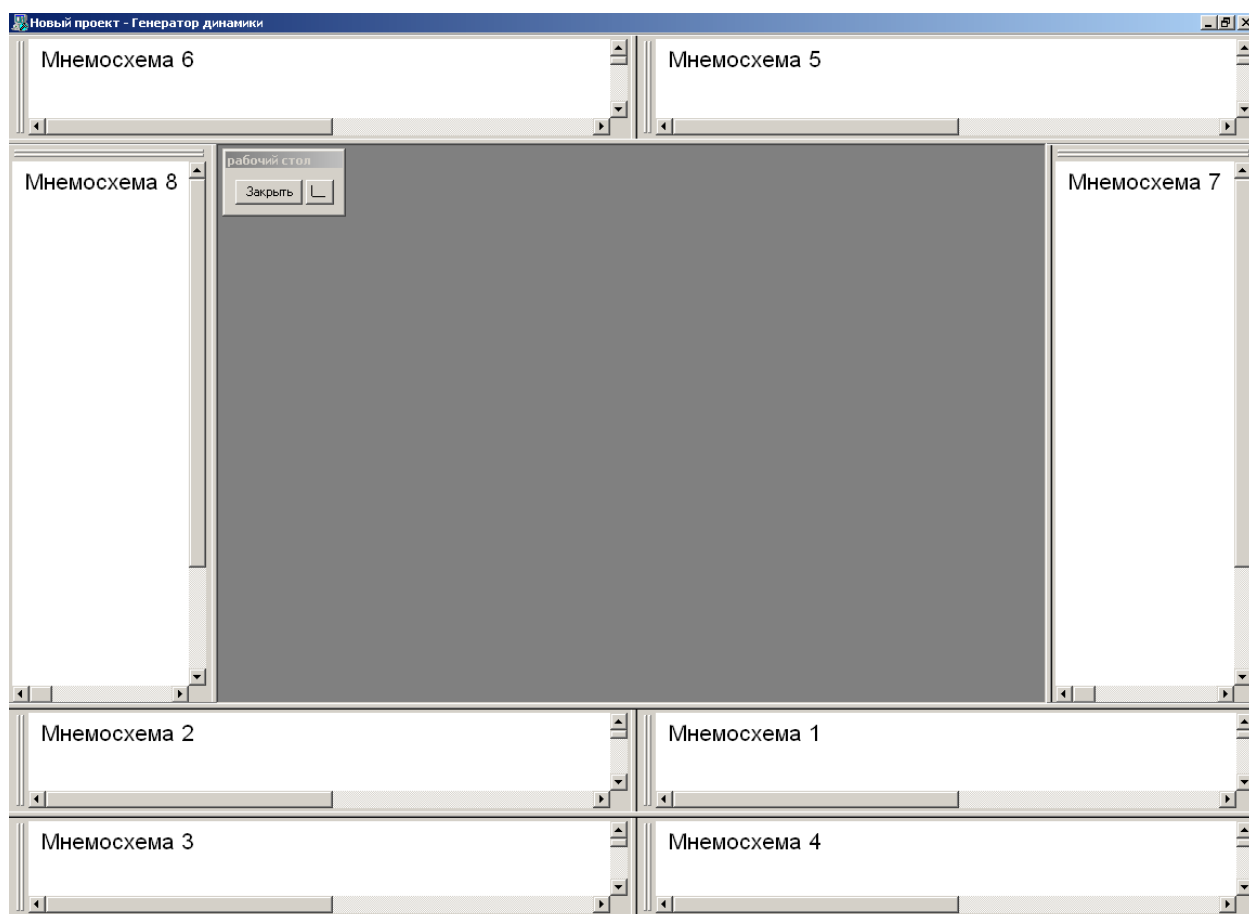 Новый проект - Генератор динамики
Мнемосхема 6
Мнемосхема 5
Мнемосхема 8
рабочий стол
Закрыть
Мнемосхема 7
Мнемосхема 2
Мнемосхема 1
Мнемосхема 3
Мнемосхема 4